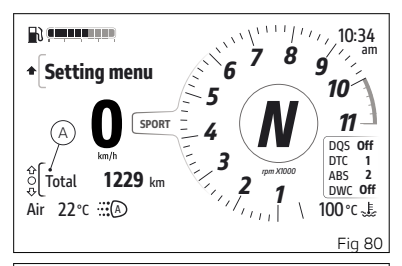 10:34
am
Setting menu
0
km/h
SPORT
N
rpm X1000
1
2
3
4
5
6
7
8
9
10
11
DQS Off
DTC 1
ABS 2
DWC Off
A
Total 1229 km
Air 22°C (A)
100°C
Fig 80